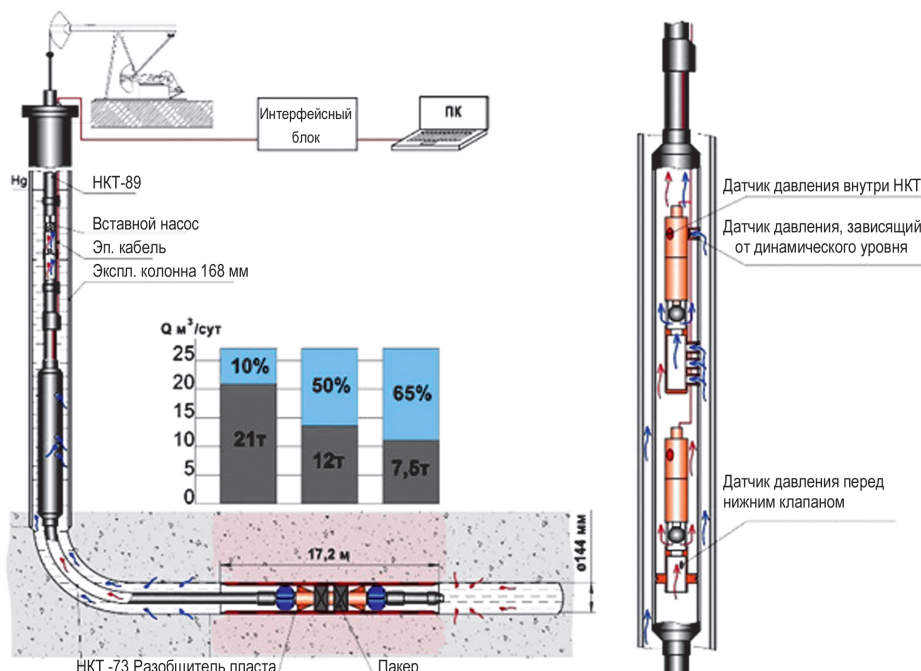 Интерфейсный
блок
ПК
Hg
НКТ-89
Вставной насос
Эп. кабель
Экспл. колонна 168 мм
Q м³/сут
25
20
15
10
5
0
10%
50%
65%
21т
12т
7,5т
17,2 м
ø144 мм
НКТ -73 Разобщитель пласта
Пакер
Датчик давления внутри НКТ
Датчик давления, зависящий
от динамического уровня
Датчик давления перед
нижним клапаном